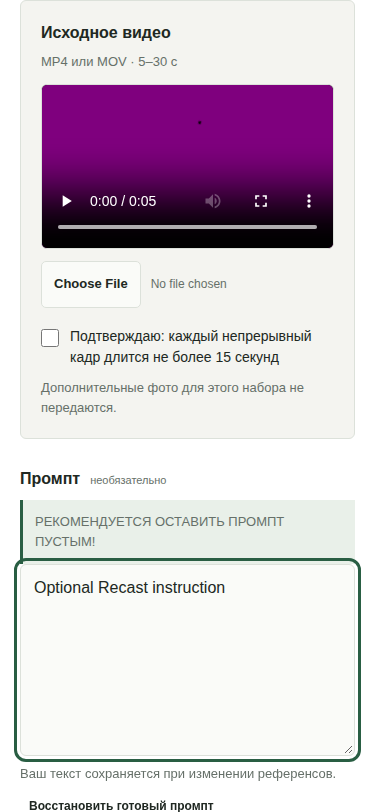 Исходное видео
MP4 или MOV · 5–30 с
0:00 / 0:05
Choose File No file chosen
Подтверждаю: каждый непрерывный
кадр длится не более 15 секунд
Дополнительные фото для этого набора не
передаются.
Промпт необязательно
РЕКОМЕНДУЕТСЯ ОСТАВИТЬ ПРОМПТ
ПУСТЫМ!
Optional Recast instruction
Ваш текст сохраняется при изменении референсов.
Восстановить готовый промпт